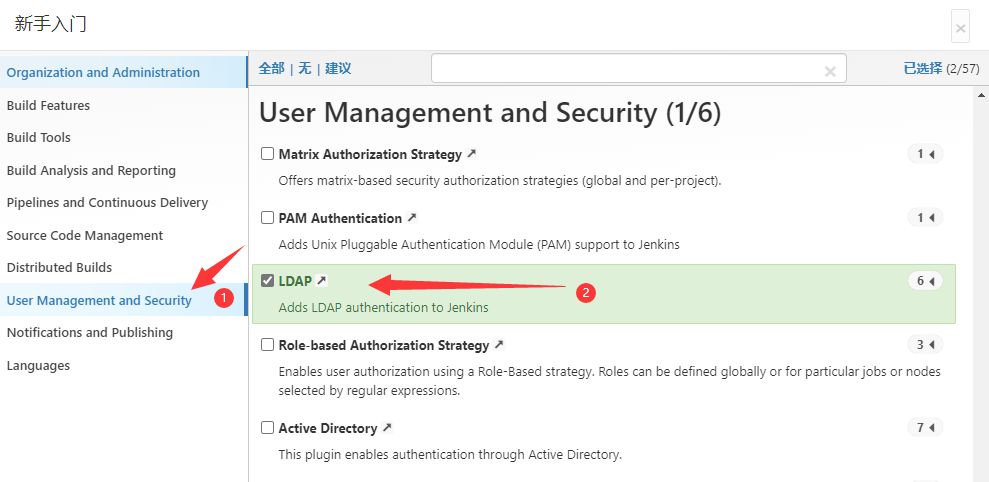 新手入门
×
Organization and Administration
Build Features
Build Tools
Build Analysis and Reporting
Pipelines and Continuous Delivery
Source Code Management
Distributed Builds
User Management and Security
1
Notifications and Publishing
Languages
全部 | 无 | 建议
×
已选择 (2/57)
User Management and Security (1/6)
Matrix Authorization Strategy
1
Offers matrix-based security authorization strategies (global and per-project).
PAM Authentication
1
Adds Unix Pluggable Authentication Module (PAM) support to Jenkins
LDAP
2
6
Adds LDAP authentication to Jenkins
Role-based Authorization Strategy
3
Enables user authorization using a Role-Based strategy. Roles can be defined globally or for particular jobs or nodes
selected by regular expressions.
Active Directory
7
This plugin enables authentication through Active Directory.